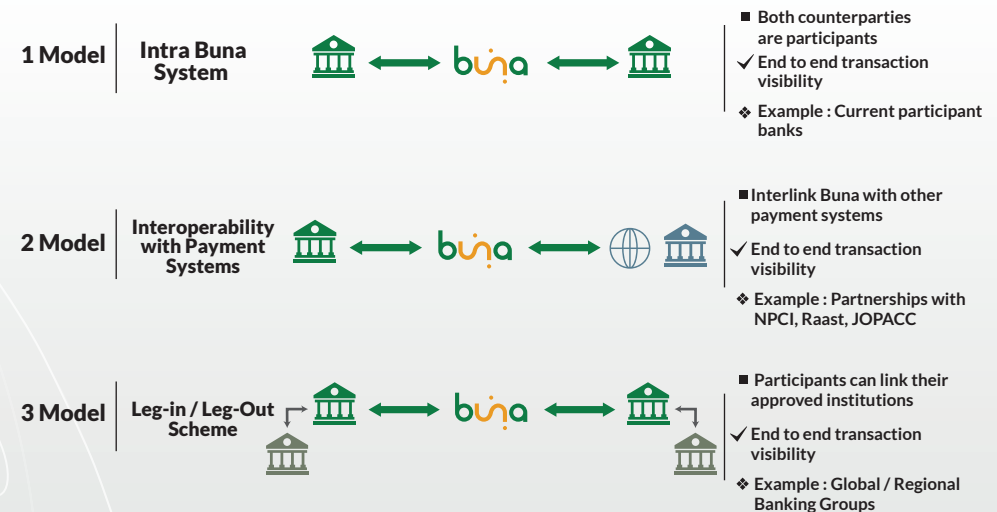 1 Model
Intra Buna
System
buna
■ Both counterparties
are participants
✓ End to end transaction
visibility
❖ Example : Current participant
banks
2 Model
Interoperability
with Payment
Systems
buna
■ Interlink Buna with other
payment systems
✓ End to end transaction
visibility
❖ Example : Partnerships with
NPCI, Raast, JOPACC
3 Model
Leg-in / Leg-Out
Scheme
buna
■ Participants can link their
approved institutions
✓ End to end transaction
visibility
❖ Example : Global / Regional
Banking Groups